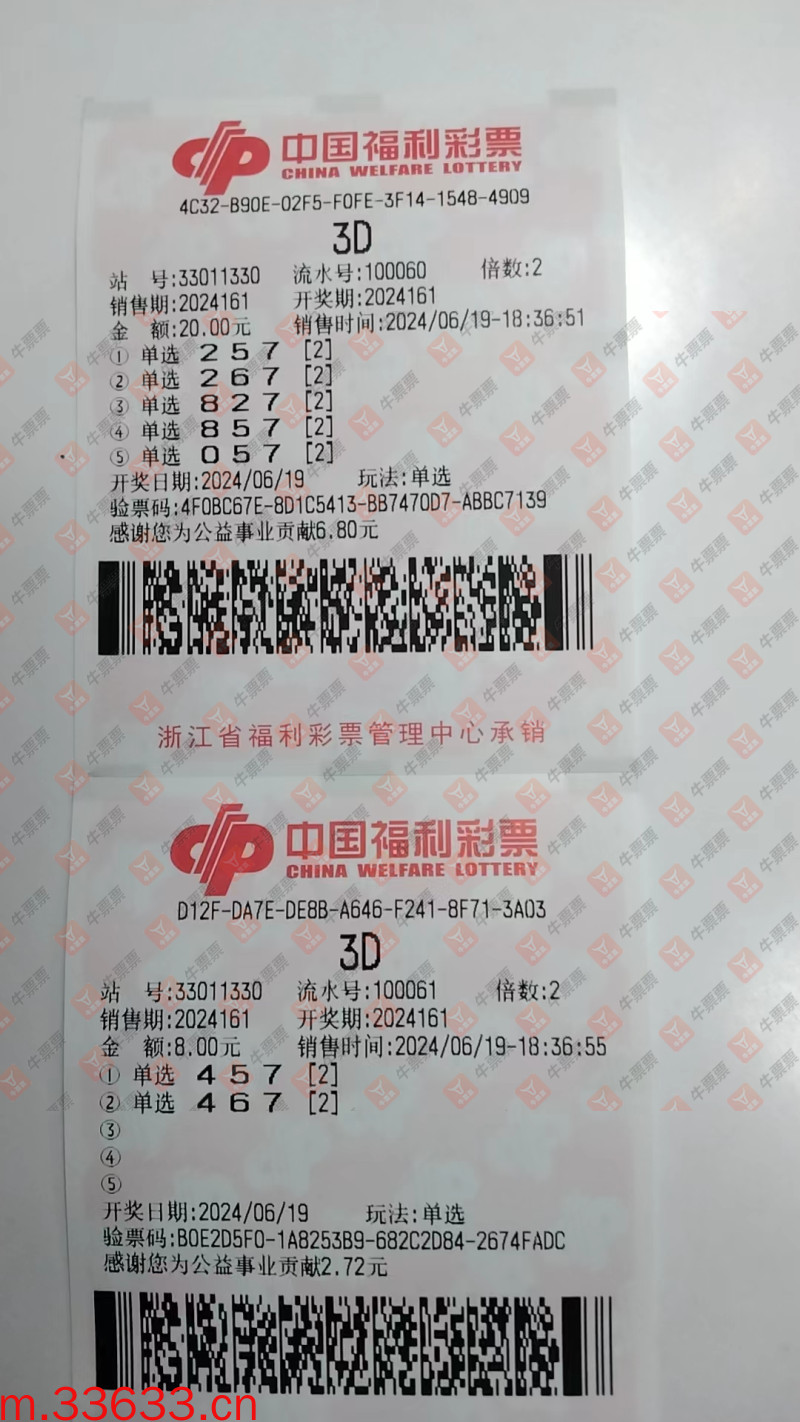 中国福利彩票
CHINA WELFARE LOTTERY
4C32-B90E-02F5-F0FE-3F14-1548-4909
3D
站 号:33011330 流水号:100060 倍数:2
销售期:2024161 开奖期:2024161
金 额:20.00元 销售时间:2024/06/19-18:36:51
① 单选 2 5 7 [2]
② 单选 2 6 7 [2]
③ 单选 8 2 7 [2]
④ 单选 8 5 7 [2]
⑤ 单选 0 5 7 [2]
开奖日期:2024/06/19 玩法:单选
验票码:4F0BC67E-8D1C5413-BB7470D7-ABBC7139
感谢您为公益事业贡献6.80元
浙江省福利彩票管理中心承销
中国福利彩票
CHINA WELFARE LOTTERY
D12F-DA7E-DE8B-A646-F241-8F71-3A03
3D
站 号:33011330 流水号:100061 倍数:2
销售期:2024161 开奖期:2024161
金 额:8.00元 销售时间:2024/06/19-18:36:55
① 单选 4 5 7 [2]
② 单选 4 6 7 [2]
③
④
⑤
开奖日期:2024/06/19 玩法:单选
验票码:B0E2D5F0-1A8253B9-682C2D84-2674FADC
感谢您为公益事业贡献2.72元
牛票票
m.33633.cn